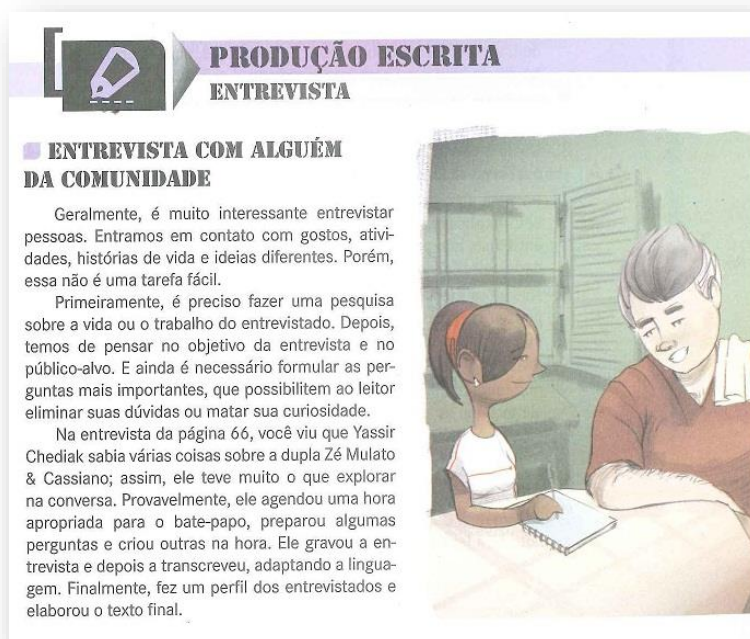 PRODUÇÃO ESCRITA
ENTREVISTA
ENTREVISTA COM ALGUÉM
DA COMUNIDADE
Geralmente, é muito interessante entrevistar
pessoas. Entramos em contato com gostos, ativi-
dades, histórias de vida e ideias diferentes. Porém,
essa não é uma tarefa fácil.
Primeiramente, é preciso fazer uma pesquisa
sobre a vida ou o trabalho do entrevistado. Depois,
temos de pensar no objetivo da entrevista e no
público-alvo. E ainda é necessário formular as per-
guntas mais importantes, que possibilitem ao leitor
eliminar suas dúvidas ou matar sua curiosidade.
Na entrevista da página 66, você viu que Yassir
Chediak sabia várias coisas sobre a dupla Zé Mulato
& Cassiano; assim, ele teve muito o que explorar
na conversa. Provavelmente, ele agendou uma hora
apropriada para o bate-papo, preparou algumas
perguntas e criou outras na hora. Ele gravou a en-
trevista e depois a transcreveu, adaptando a lingua-
gem. Finalmente, fez um perfil dos entrevistados e
elaborou o texto final.